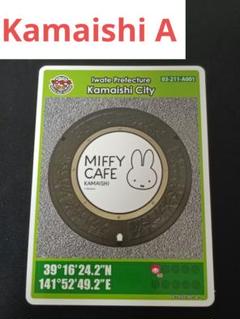 Kamaishi A
03-211-A001
Iwate Prefecture
Kamaishi City
MIFFY
CAFE
KAMAISHI
39°16'24.2"N
141°52'49.2"E